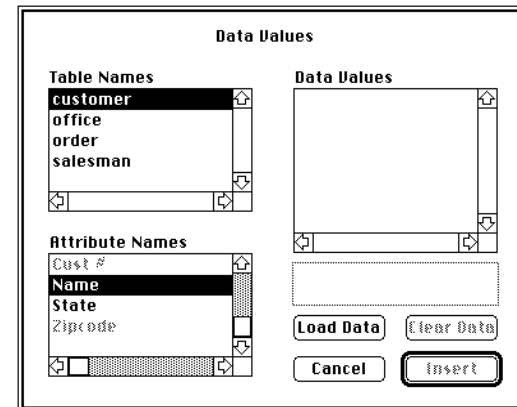 Data Values
Table Names
customer
office
order
salesman
Attribute Names
Cust #
Name
State
Zipcode
Data Values
Load Data
Clear Data
Cancel
Insert